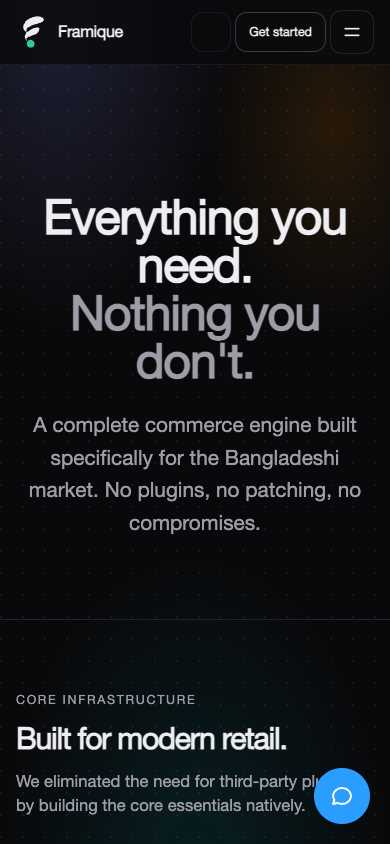 Framique
Get started
Everything you
need.
Nothing you
don't.
A complete commerce engine built
specifically for the Bangladeshi
market. No plugins, no patching, no
compromises.
CORE INFRASTRUCTURE
Built for modern retail.
We eliminated the need for third-party
by building the core essentials natively.